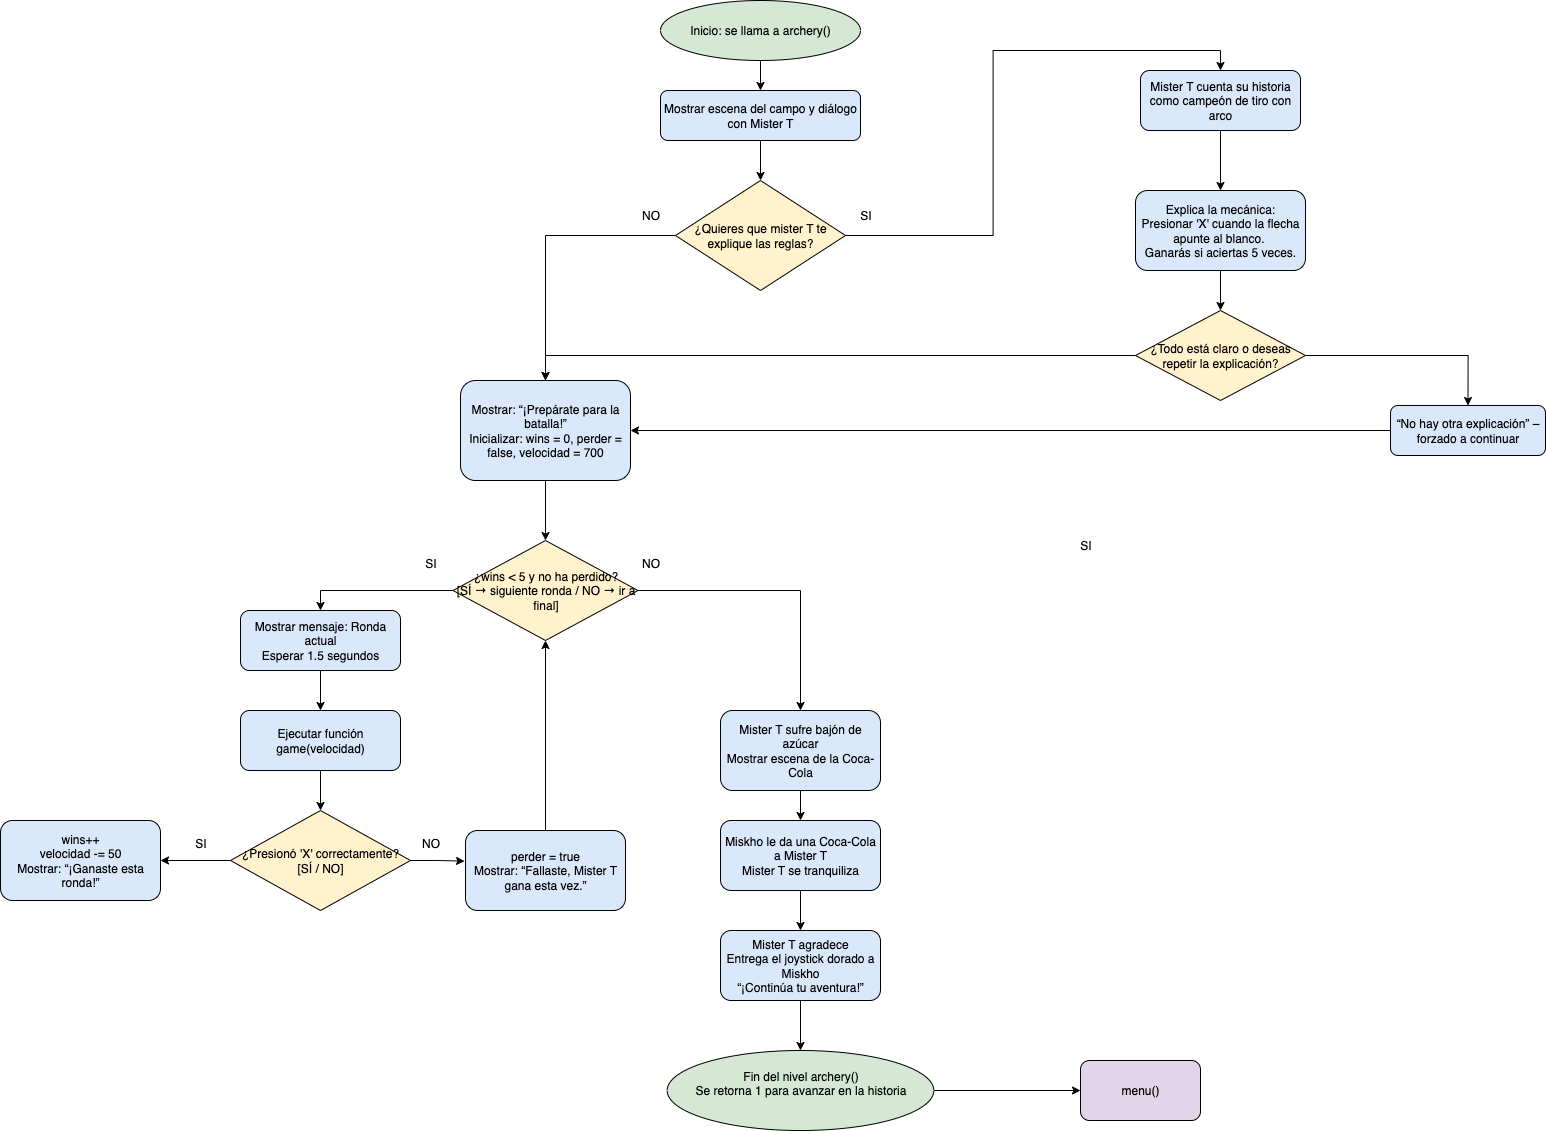 Inicio: se llama a archery()
Mostrar escena del campo y diálogo
con Mister T
NO
¿Quieres que mister T te
explique las reglas?
SI
Mister T cuenta su historia
como campeón de tiro con
arco
Explica la mecánica:
Presionar 'X' cuando la flecha
apunte al blanco.
Ganarás si aciertas 5 veces.
¿Todo está claro o deseas
repetir la explicación?
“No hay otra explicación” –
forzado a continuar
Mostrar: “¡Prepárate para la
batalla!”
Inicializar: wins = 0, perder =
false, velocidad = 700
SI
SI
¿wins < 5 y no ha perdido?
[SÍ → siguiente ronda / NO → ir a
final]
NO
Mostrar mensaje: Ronda
actual
Esperar 1.5 segundos
Ejecutar función
game(velocidad)
¿Presionó 'X' correctamente?
[SÍ / NO]
SI
NO
wins++
velocidad -= 50
Mostrar: “¡Ganaste esta
ronda!”
perder = true
Mostrar: “Fallaste, Mister T
gana esta vez.”
Mister T sufre bajón de
azúcar
Mostrar escena de la Coca-
Cola
Miskho le da una Coca-Cola
a Mister T
Mister T se tranquiliza
Mister T agradece
Entrega el joystick dorado a
Miskho
“¡Continúa tu aventura!”
Fin del nivel archery()
Se retorna 1 para avanzar en la historia
menu()